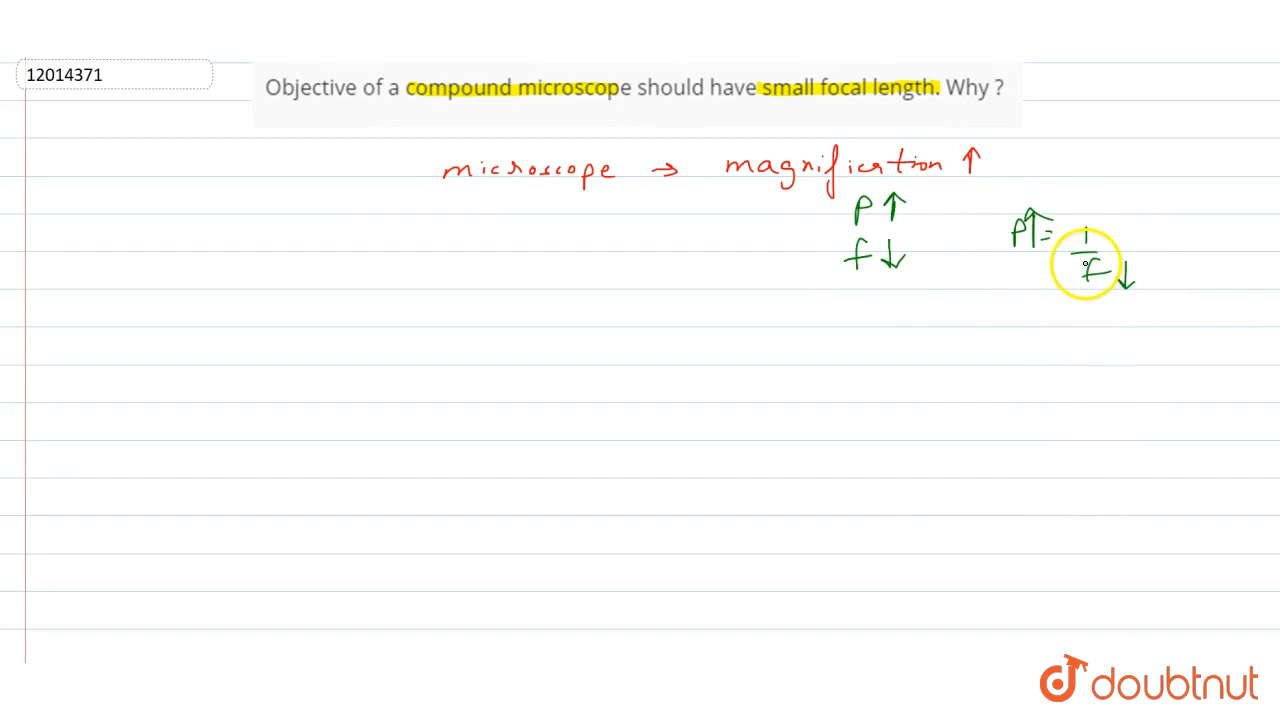 12014371
Objective of a compound microscope should have small focal length. Why ?
microscope → magnification ↑
P ↑
f ↓
P↑ = 1/f ↓
doubtnut